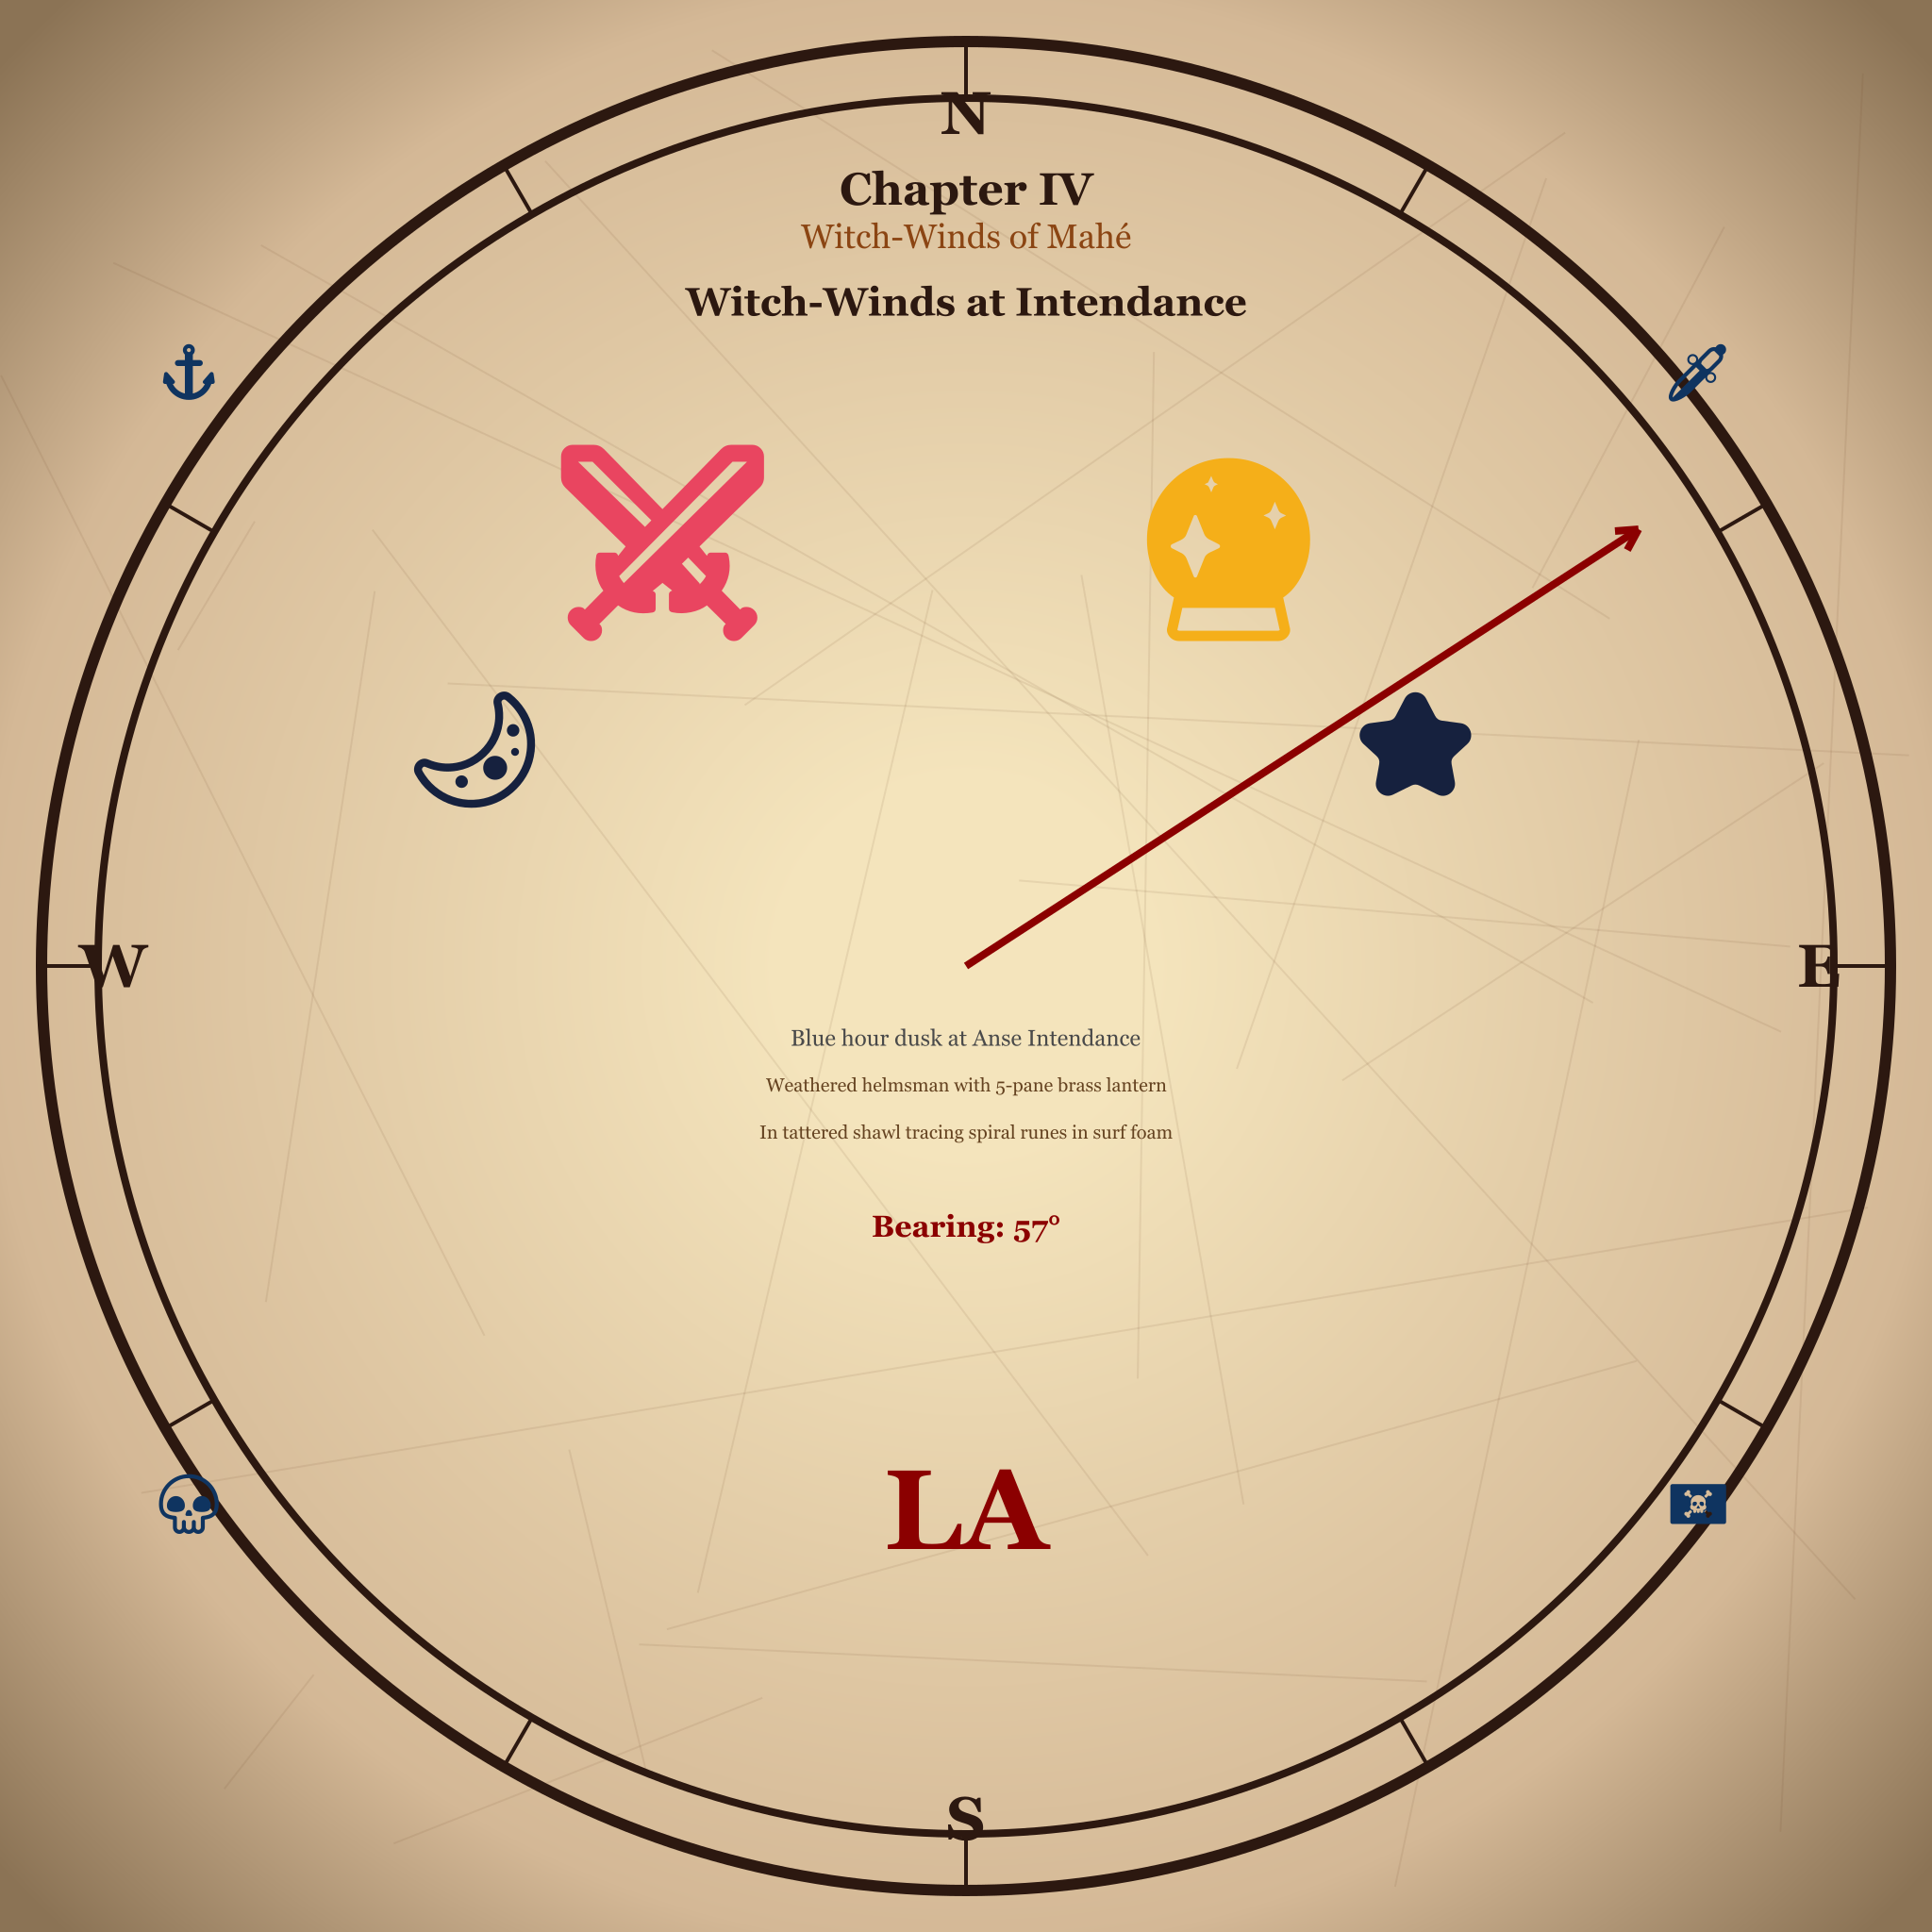 N
Chapter IV
Witch-Winds of Mahé
Witch-Winds at Intendance
W
E
Blue hour dusk at Anse Intendance
Weathered helmsman with 5-pane brass lantern
In tattered shawl tracing spiral runes in surf foam
Bearing: 57°
LA
S